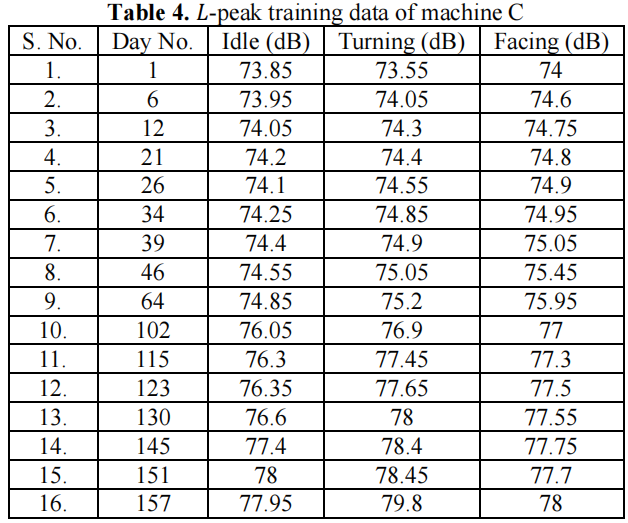 Table 4. L-peak training data of machine C
S. No. Day No. Idle (dB) Turning (dB) Facing (dB)
1. 1 73.85 73.55 74
2. 6 73.95 74.05 74.6
3. 12 74.05 74.3 74.75
4. 21 74.2 74.4 74.8
5. 26 74.1 74.55 74.9
6. 34 74.25 74.85 74.95
7. 39 74.4 74.9 75.05
8. 46 74.55 75.05 75.45
9. 64 74.85 75.2 75.95
10. 102 76.05 76.9 77
11. 115 76.3 77.45 77.3
12. 123 76.35 77.65 77.5
13. 130 76.6 78 77.55
14. 145 77.4 78.4 77.75
15. 151 78 78.45 77.7
16. 157 77.95 79.8 78